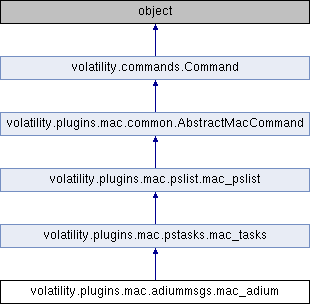 object
volatility.commands.Command
volatility.plugins.mac.common.AbstractMacCommand
volatility.plugins.mac.pslist.mac_pslist
volatility.plugins.mac.pstasks.mac_tasks
volatility.plugins.mac.adiummsgs.mac_adium